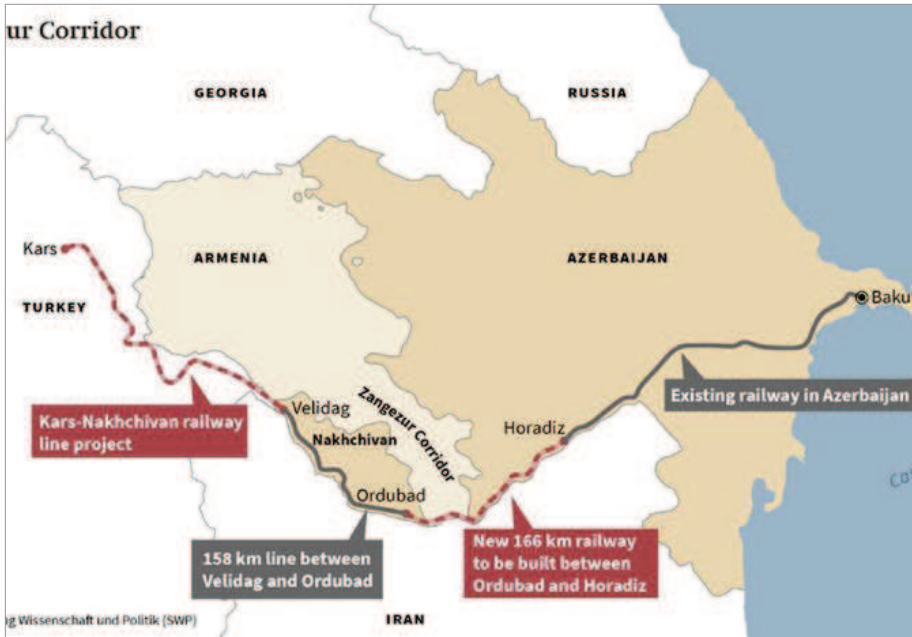 ur Corridor
GEORGIA
RUSSIA
Kars
ARMENIA
AZERBAIJAN
TURKEY
Baku
Existing railway in Azerbaijan
Kars-Nakhchivan railway
line project
Velidag
Zangezur Corridor
Horadiz
Nakhchivan
Ordubad
158 km line between
Velidag and Ordubad
New 166 km railway
to be built between
Ordubad and Horadiz
g Wissenschaft und Politik (SWP)
IRAN